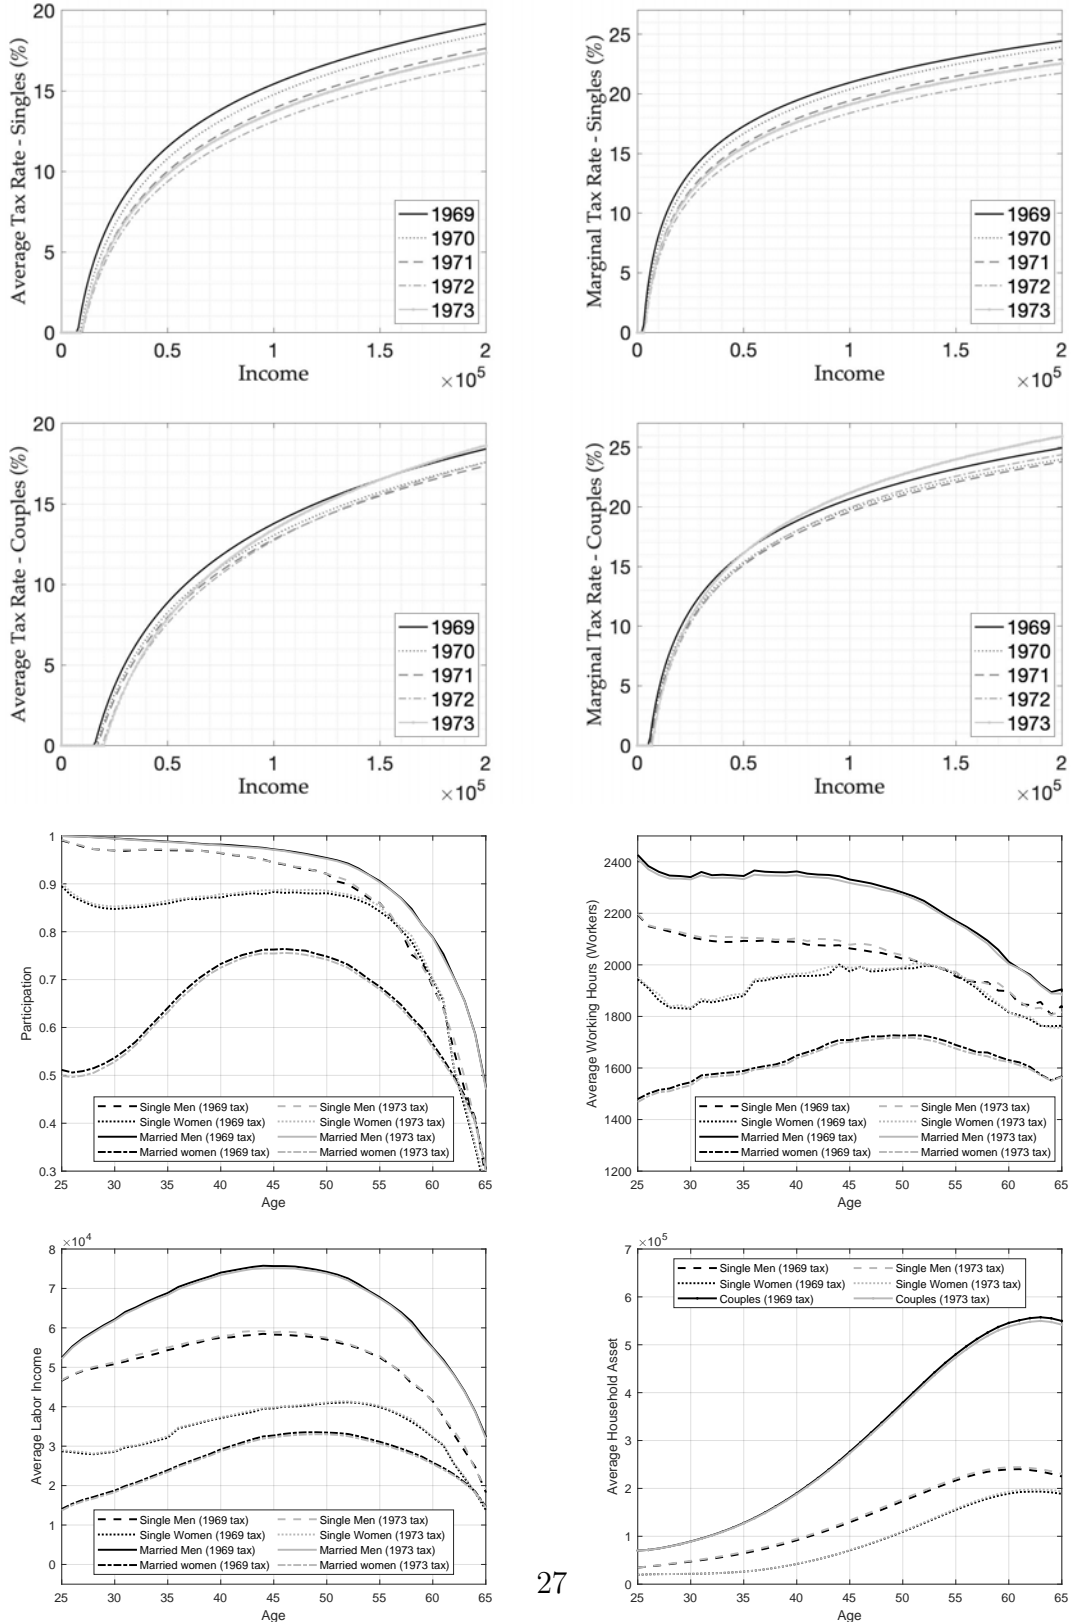 Average Tax Rate - Singles (%)
20
15
10
5
0
0 0.5 1 1.5 2
Income
×10^5
1969
1970
1971
1972
1973
Marginal Tax Rate - Singles (%)
25
20
15
10
5
0
0 0.5 1 1.5 2
Income
×10^5
1969
1970
1971
1972
1973
Average Tax Rate - Couples (%)
20
15
10
5
0
0 0.5 1 1.5 2
Income
×10^5
1969
1970
1971
1972
1973
Marginal Tax Rate - Couples (%)
25
20
15
10
5
0
0 0.5 1 1.5 2
Income
×10^5
1969
1970
1971
1972
1973
Participation
1
0.9
0.8
0.7
0.6
0.5
0.4
0.3
25 30 35 40 45 50 55 60 65
Age
Single Men (1969 tax) Single Men (1973 tax)
Single Women (1969 tax) Single Women (1973 tax)
Married Men (1969 tax) Married Men (1973 tax)
Married women (1969 tax) Married women (1973 tax)
Average Working Hours (Workers)
2400
2200
2000
1800
1600
1400
1200
25 30 35 40 45 50 55 60 65
Age
Single Men (1969 tax) Single Men (1973 tax)
Single Women (1969 tax) Single Women (1973 tax)
Married Men (1969 tax) Married Men (1973 tax)
Married women (1969 tax) Married women (1973 tax)
Average Labor Income
×10^4
8
7
6
5
4
3
2
1
0
25 30 35 40 45 50 55 60 65
Age
Single Men (1969 tax) Single Men (1973 tax)
Single Women (1969 tax) Single Women (1973 tax)
Married Men (1969 tax) Married Men (1973 tax)
Married women (1969 tax) Married women (1973 tax)
Average Household Asset
×10^5
7
6
5
4
3
2
1
0
25 30 35 40 45 50 55 60 65
Age
Single Men (1969 tax) Single Men (1973 tax)
Single Women (1969 tax) Single Women (1973 tax)
Couples (1969 tax) Couples (1973 tax)
27